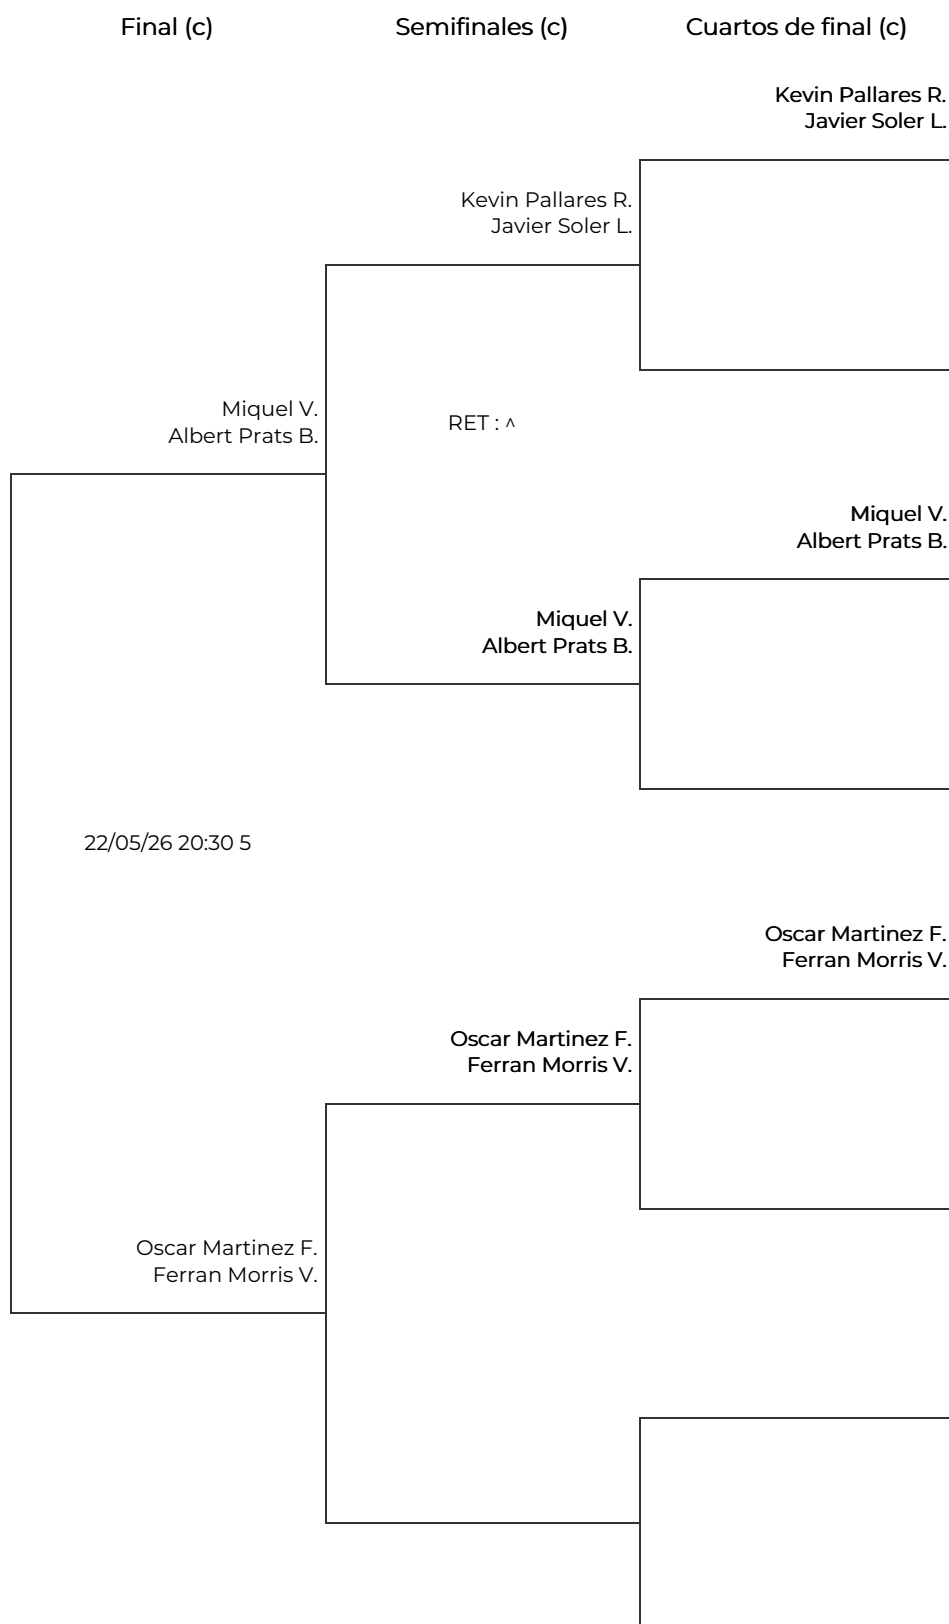 Final (c)
Semifinales (c)
Cuartos de final (c)
Kevin Pallares R.
Javier Soler L.
Kevin Pallares R.
Javier Soler L.
Miquel V.
Albert Prats B.
RET : ^
Miquel V.
Albert Prats B.
Miquel V.
Albert Prats B.
22/05/26 20:30 5
Oscar Martinez F.
Ferran Morris V.
Oscar Martinez F.
Ferran Morris V.
Oscar Martinez F.
Ferran Morris V.